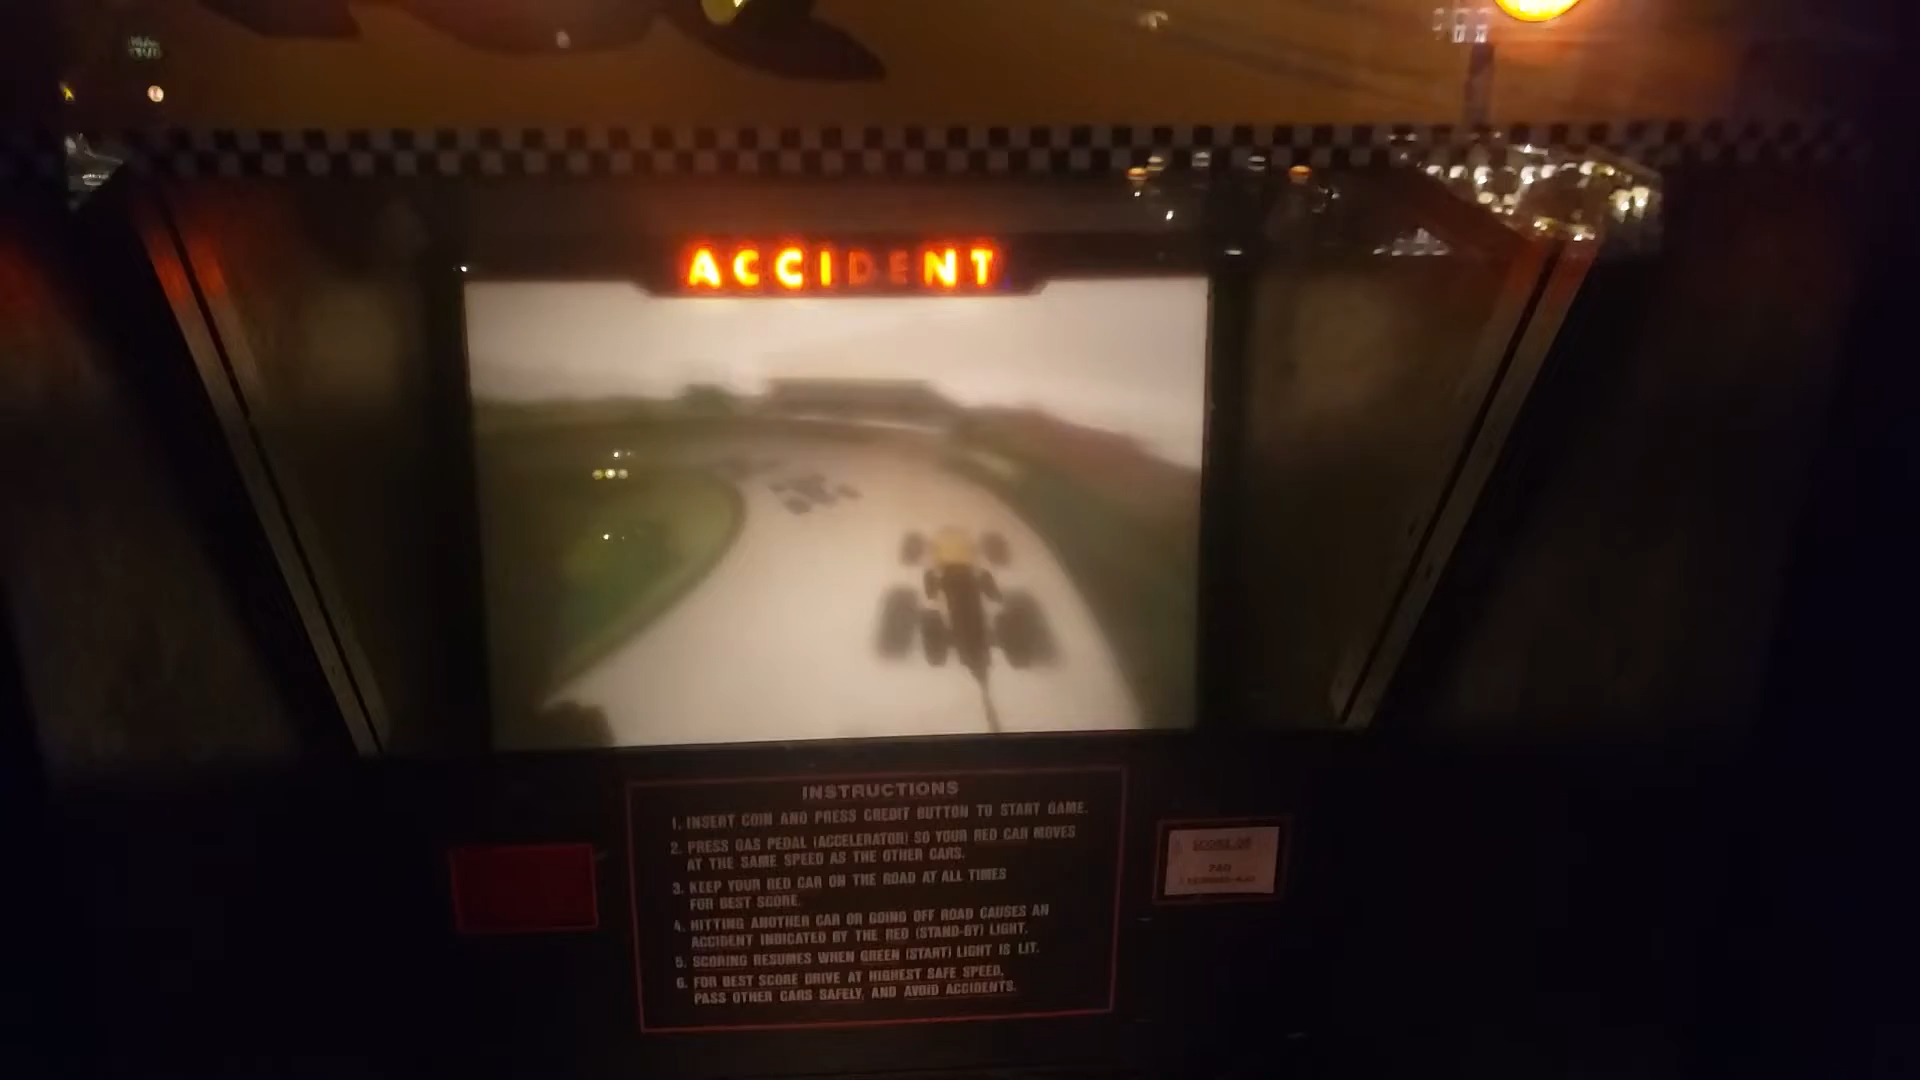 ACCIDENT
INSTRUCTIONS
1. INSERT COIN AND PRESS CREDIT BUTTON TO START GAME.
2. PRESS GAS PEDAL (ACCELERATOR) SO YOUR RED CAR MOVES
AT THE SAME SPEED AS THE OTHER CARS.
3. KEEP YOUR RED CAR ON THE ROAD AT ALL TIMES
FOR BEST SCORE.
4. HITTING ANOTHER CAR OR GOING OFF ROAD CAUSES AN
ACCIDENT INDICATED BY THE RED (STAND-BY) LIGHT.
5. SCORING RESUMES WHEN GREEN (START) LIGHT IS LIT.
6. FOR BEST SCORE DRIVE AT HIGHEST SAFE SPEED,
PASS OTHER CARS SAFELY, AND AVOID ACCIDENTS.
SCORE OF